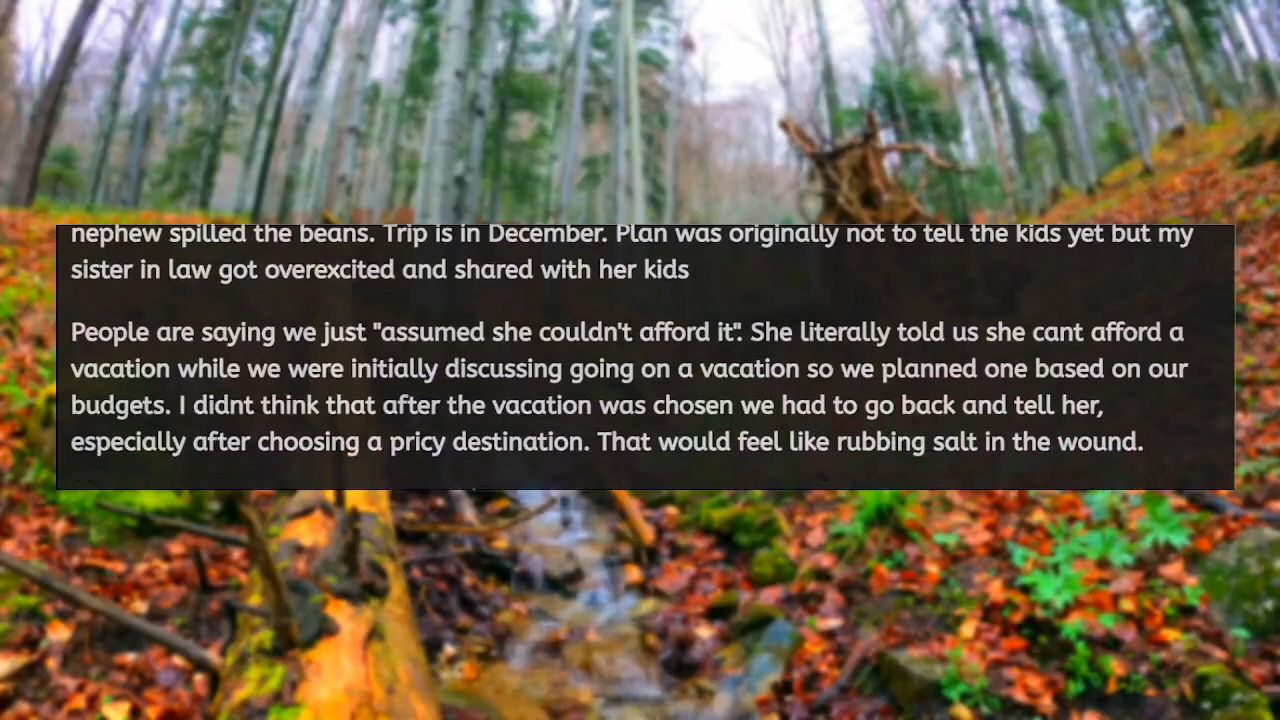 nephew spilled the beans. Trip is in December. Plan was originally not to tell the kids yet but my
sister in law got overexcited and shared with her kids
People are saying we just "assumed she couldn't afford it". She literally told us she cant afford a
vacation while we were initially discussing going on a vacation so we planned one based on our
budgets. I didnt think that after the vacation was chosen we had to go back and tell her,
especially after choosing a pricy destination. That would feel like rubbing salt in the wound.